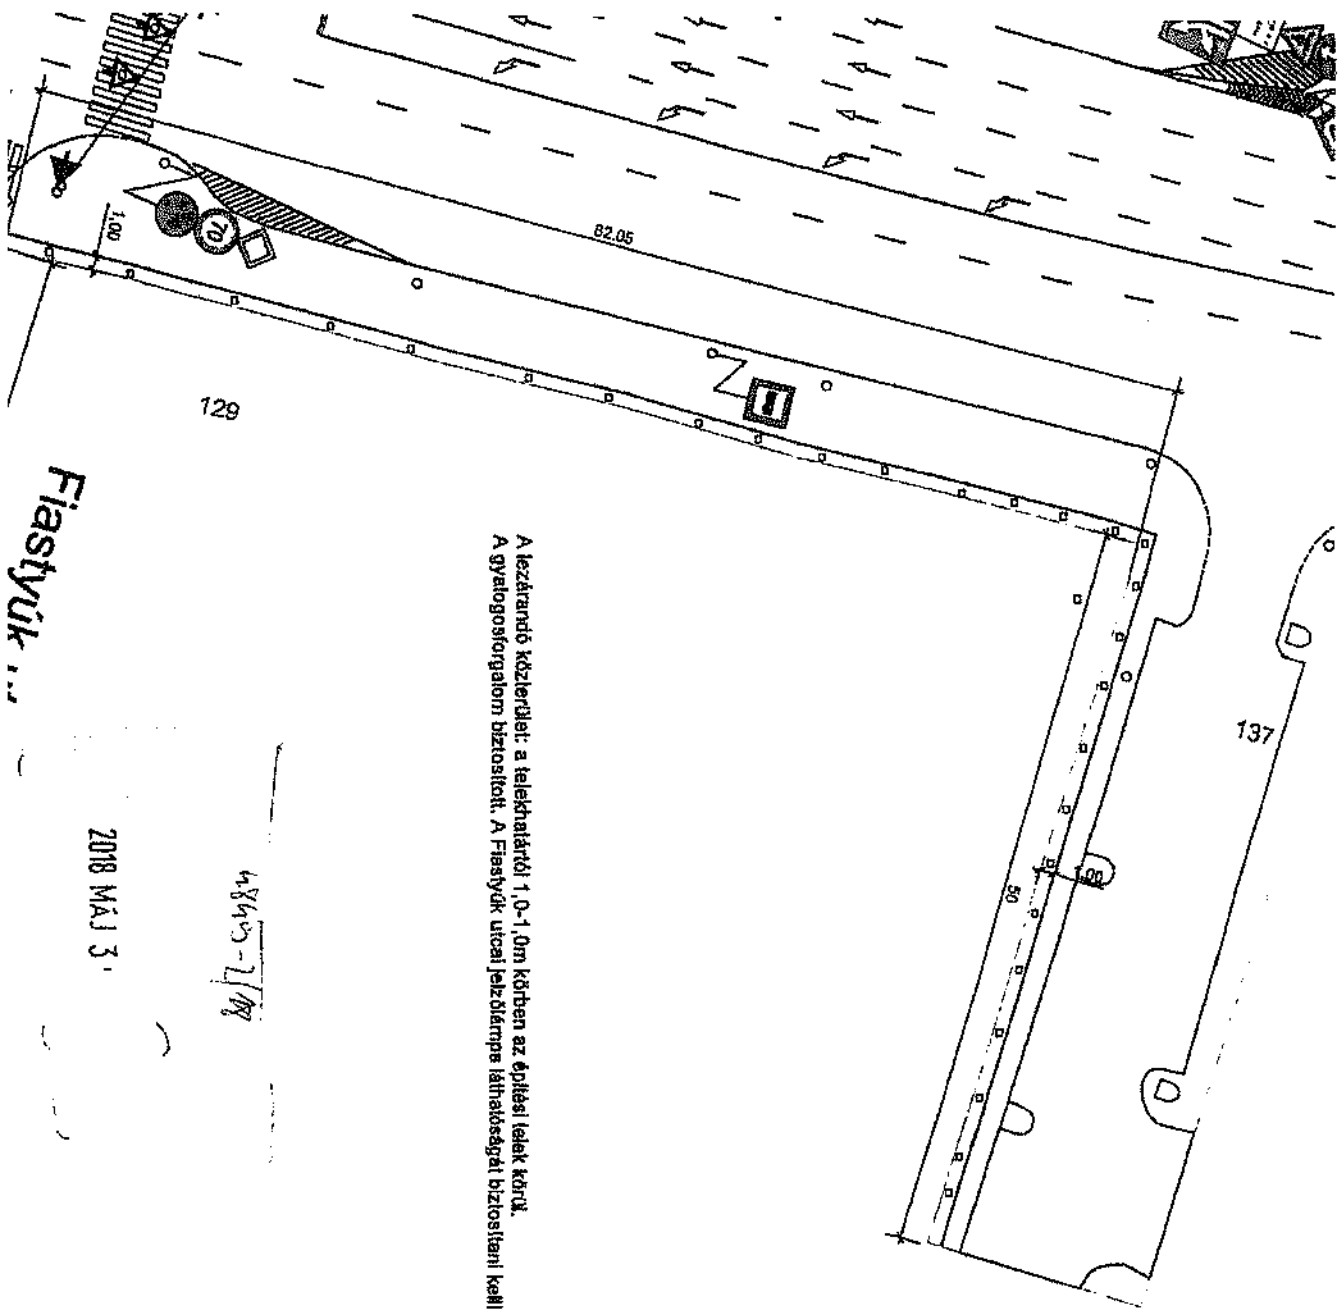 82.05
1.00
70
129
Fiastyúk
137
1.00
50
A lezárandó közterület: a telekhatártól 1,0-1,0m körben az építési telek körül.
A gyalogosforgalom biztosított. A Fiastyúk utcai jelzőlámpa láthatóságát biztosítani kell!
2018 MÁJ 3